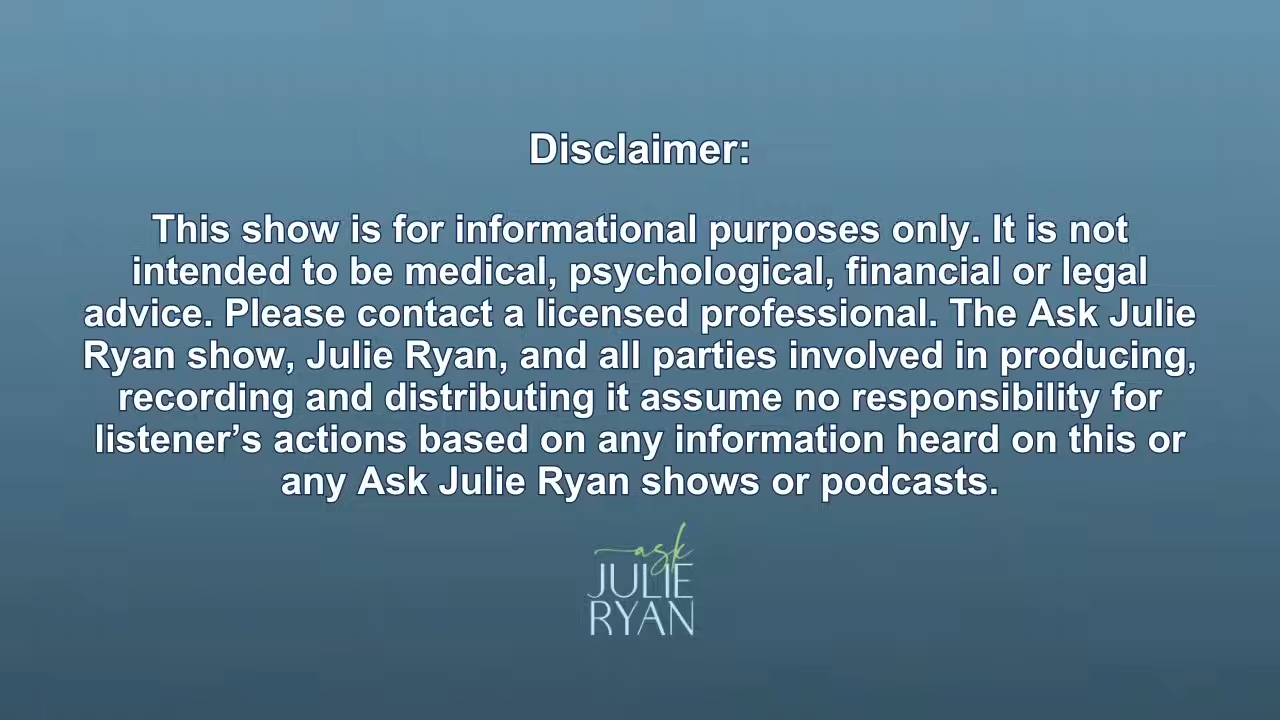 Disclaimer:
This show is for informational purposes only. It is not
intended to be medical, psychological, financial or legal
advice. Please contact a licensed professional. The Ask Julie
Ryan show, Julie Ryan, and all parties involved in producing,
recording and distributing it assume no responsibility for
listener’s actions based on any information heard on this or
any Ask Julie Ryan shows or podcasts.
ask
JULIE
RYAN